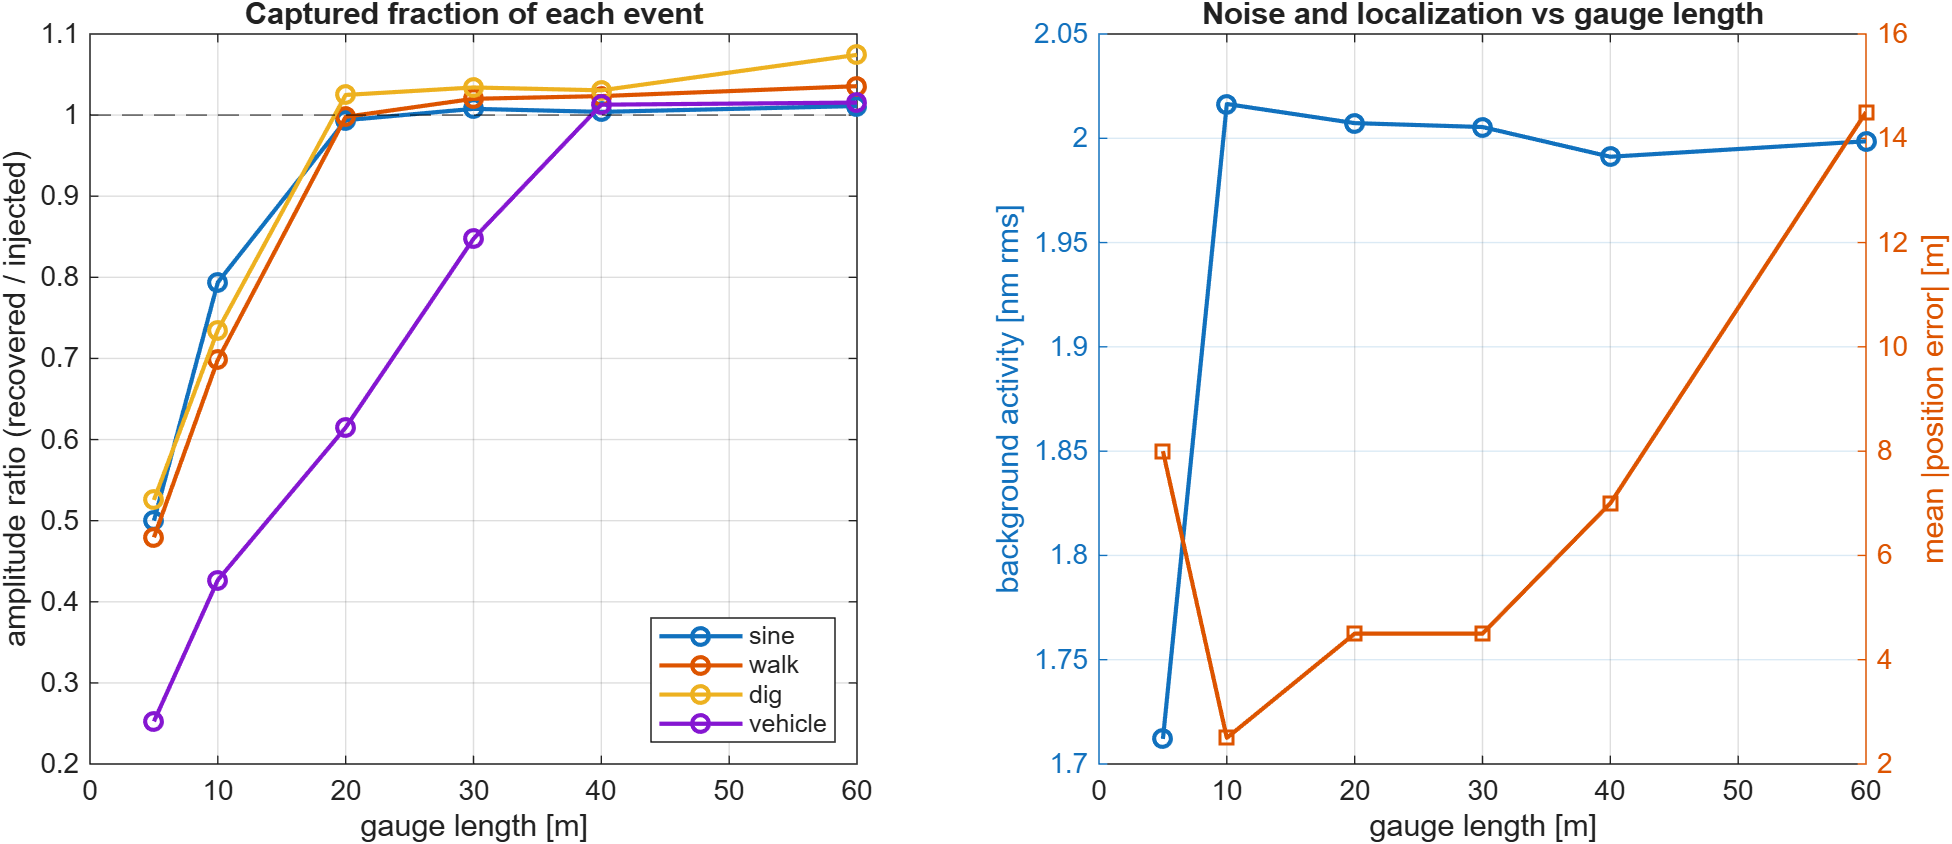 Captured fraction of each event
amplitude ratio (recovered / injected)
1.1
1
0.9
0.8
0.7
0.6
0.5
0.4
0.3
0.2
0 10 20 30 40 50 60
gauge length [m]
sine
walk
dig
vehicle
Noise and localization vs gauge length
background activity [nm rms]
2.05
2
1.95
1.9
1.85
1.8
1.75
1.7
0 10 20 30 40 50 60
gauge length [m]
16
14
12
10
8
6
4
2
mean |position error| [m]